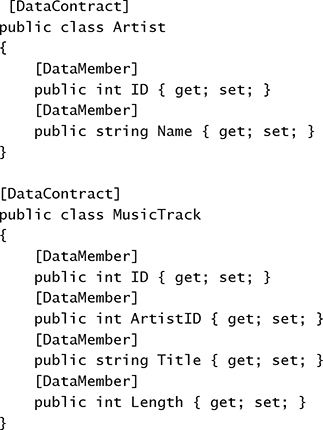 [DataContract]
public class Artist
{
[DataMember]
public int ID { get; set; }
[DataMember]
public string Name { get; set; }
}
[DataContract]
public class MusicTrack
{
[DataMember]
public int ID { get; set; }
[DataMember]
public int ArtistID { get; set; }
[DataMember]
public string Title { get; set; }
[DataMember]
public int Length { get; set; }
}